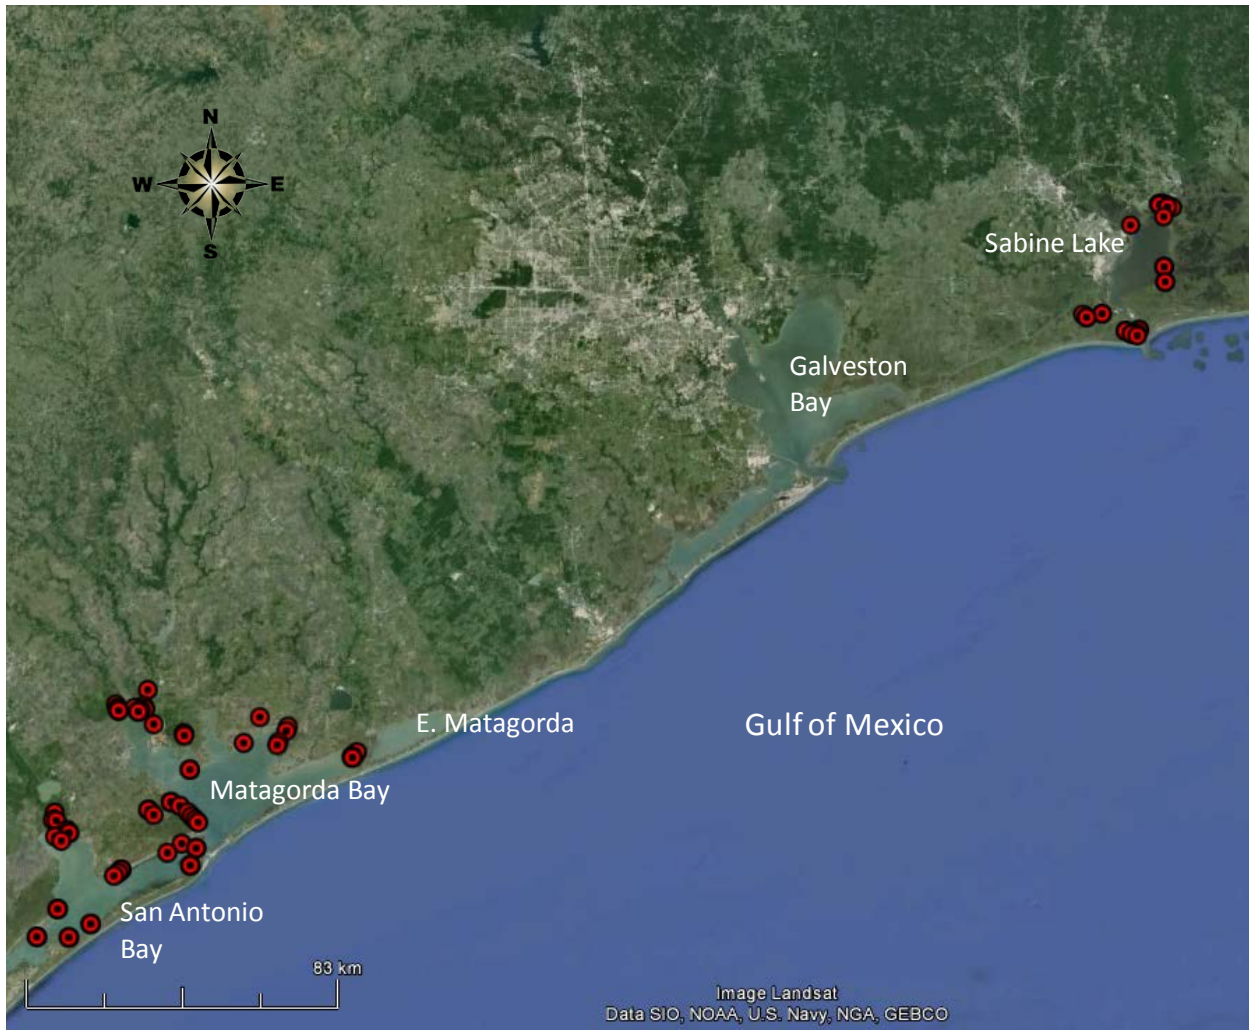 N
W E
S
Sabine Lake
Galveston
Bay
E. Matagorda
Gulf of Mexico
Matagorda Bay
San Antonio
Bay
83 km
Image Landsat
Data SIO, NOAA, U.S. Navy, NGA, GEBCO